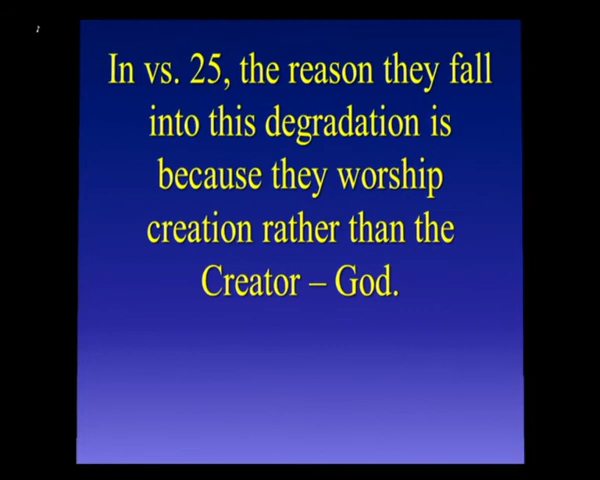 In vs. 25, the reason they fall
into this degradation is
because they worship
creation rather than the
Creator – God.